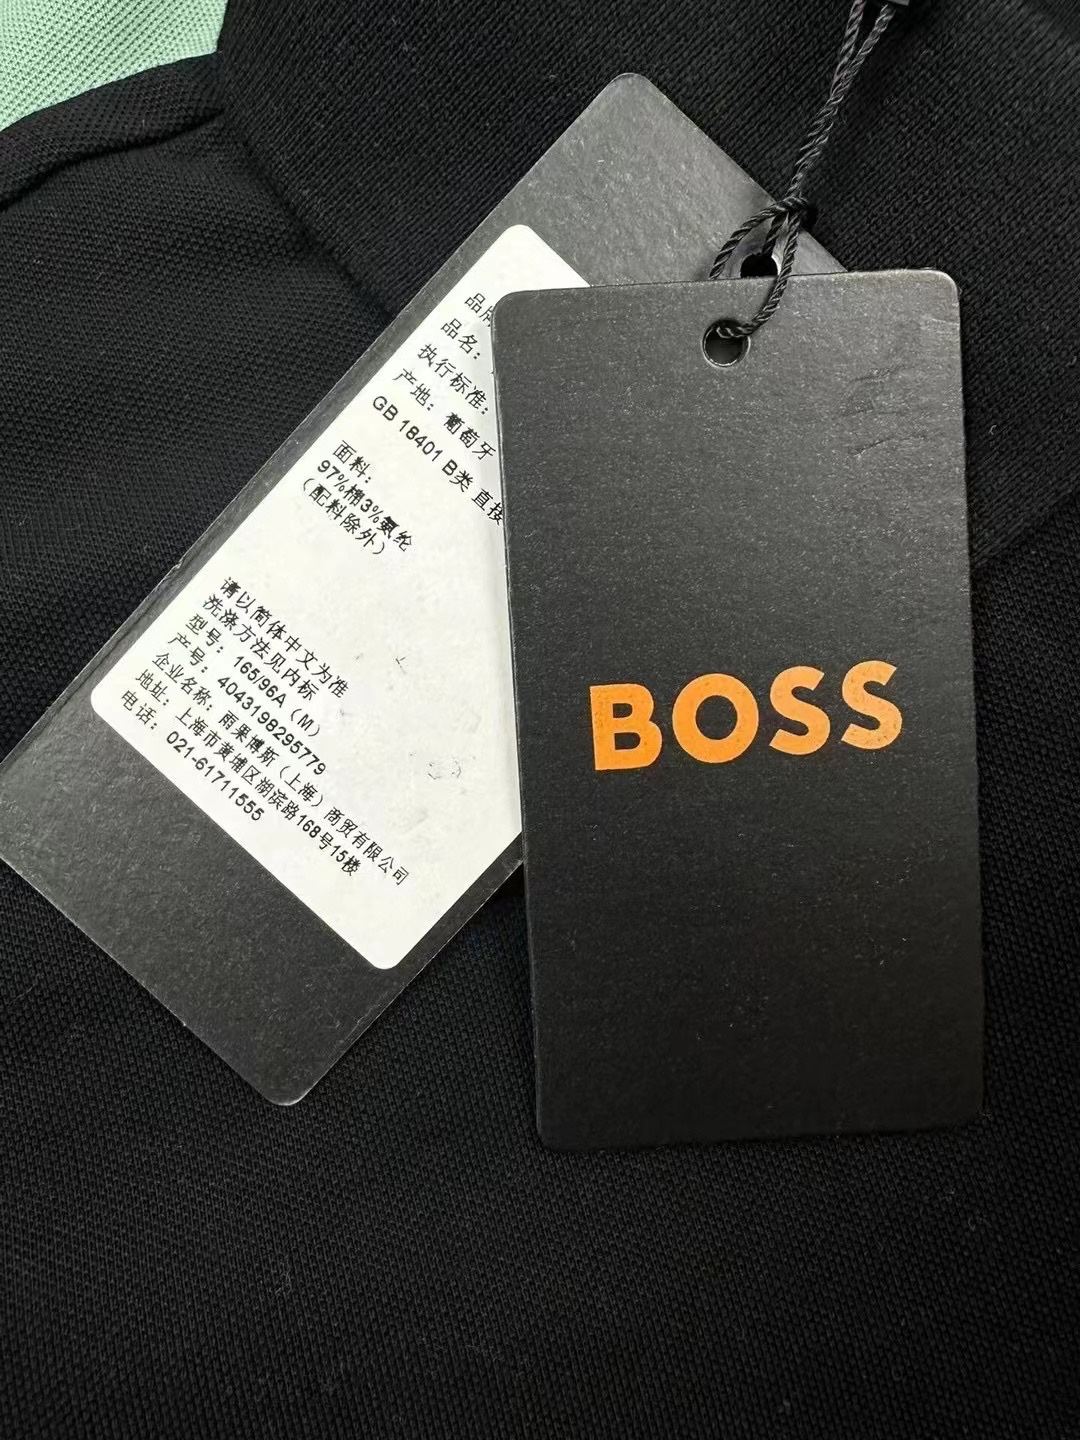 品牌
品名：
执行标准：
产地：葡萄牙
GB 18401 B类 直接
面料：
97%棉3%氨纶
（配料除外）
请以简体中文为准
洗涤方法见内标
型号：165/96A（M）
产号：4043198295779
企业名称：雨果博斯（上海）商贸有限公司
地址：上海市黄埔区湖滨路168号15楼
电话：021-61711555
BOSS